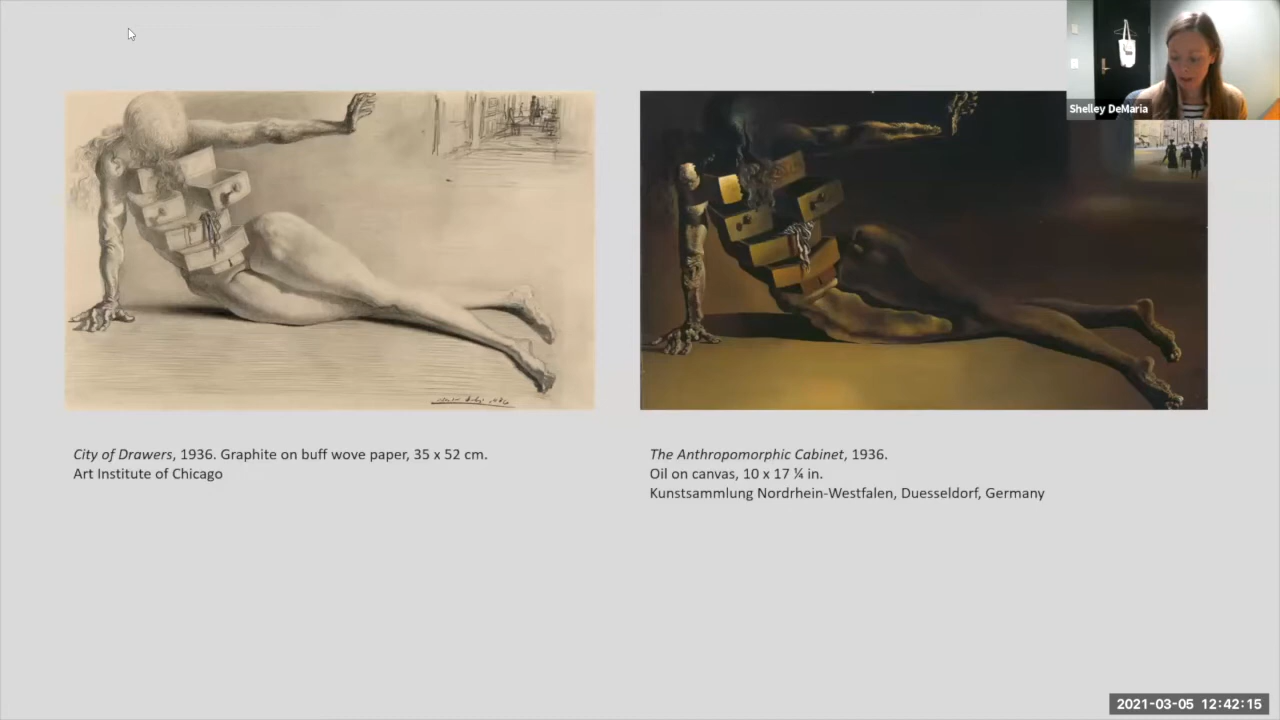 Shelley DeMaria
City of Drawers, 1936. Graphite on buff wove paper, 35 x 52 cm.
Art Institute of Chicago
The Anthropomorphic Cabinet, 1936.
Oil on canvas, 10 x 17 ¼ in.
Kunstsammlung Nordrhein-Westfalen, Duesseldorf, Germany
2021-03-05 12:42:15